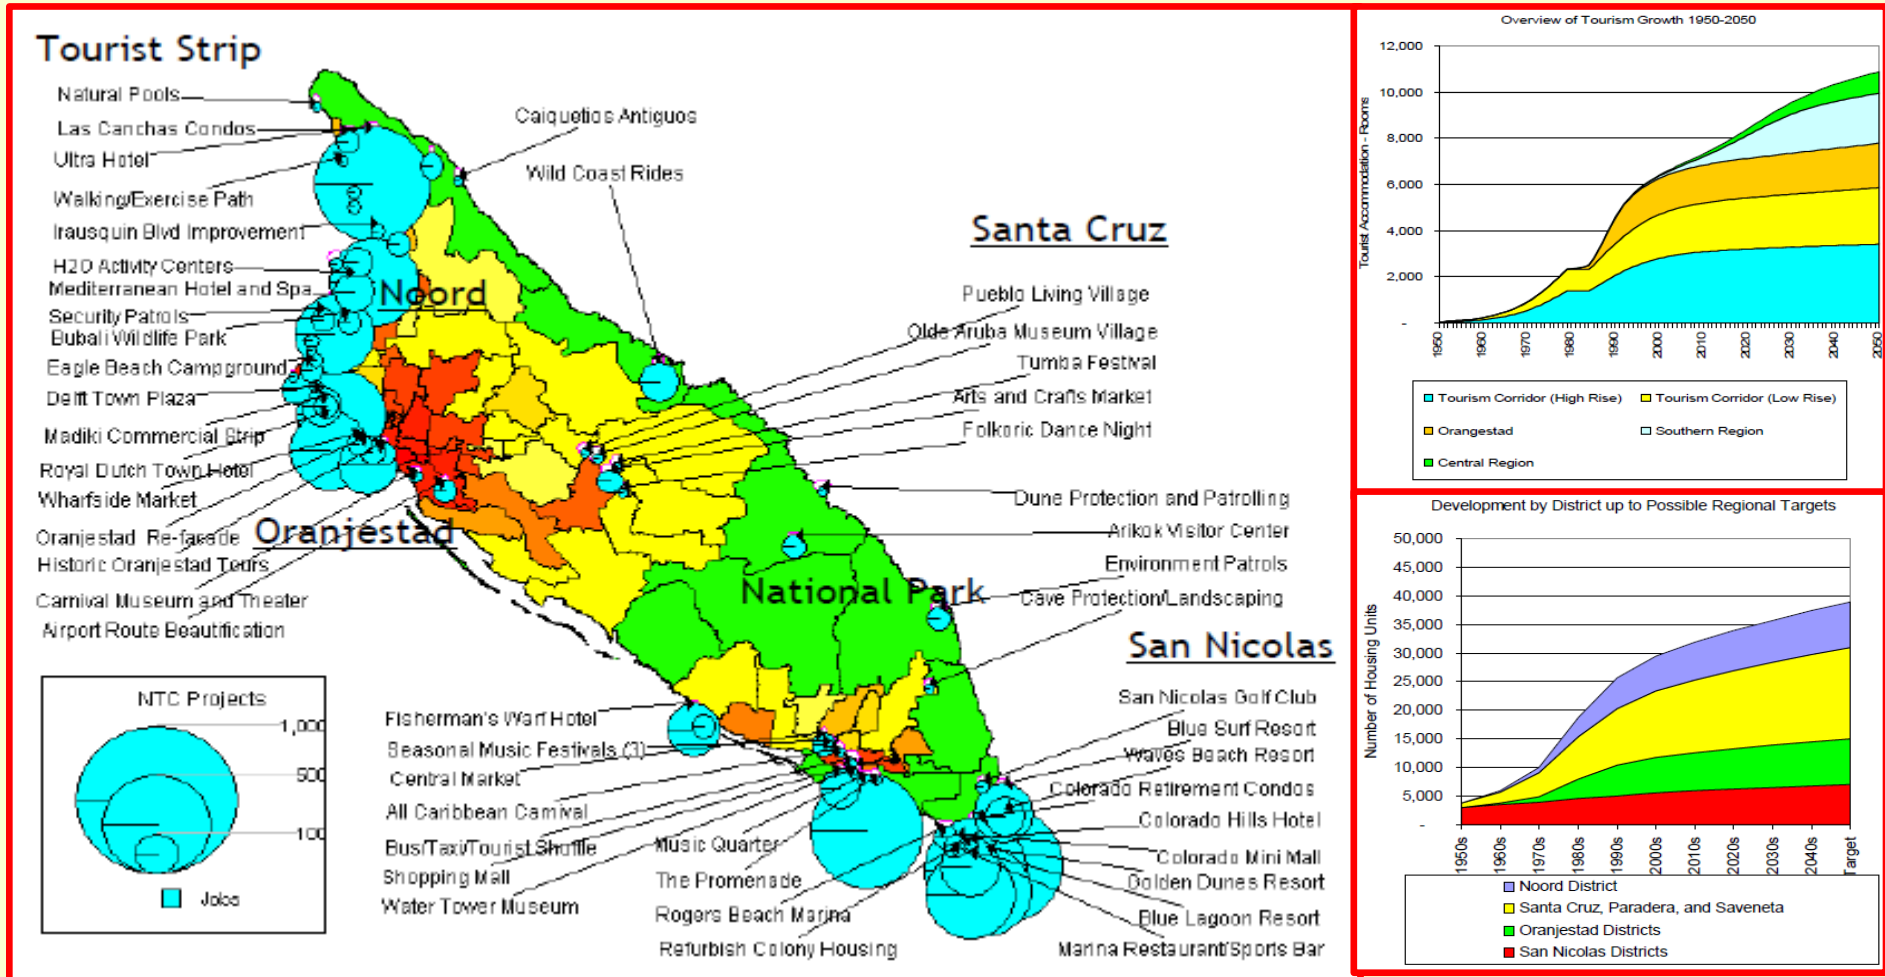 Tourist Strip
Natural Pools
Las Canchas Condos
Ultra Hotel
Walking/Exercise Path
Irausquin Blvd Improvement
H2O Activity Centers
Mediterranean Hotel and Spa
Security Patrols
Bubali Wildlife Park
Eagle Beach Campground
Delft Town Plaza
Madiki Commercial Strip
Royal Dutch Town Hotel
Wharfside Market
Oranjestad Re-facade
Historic Oranjestad Tours
Carnival Museum and Theater
Airport Route Beautification
Caiquetios Antiguos
Wild Coast Rides
Noord
Oranjestad
Santa Cruz
Pueblo Living Village
Olde Aruba Museum Village
Tumba Festival
Arts and Crafts Market
Folkoric Dance Night
Dune Protection and Patrolling
Arikok Visitor Center
Environment Patrols
Cave Protection/Landscaping
National Park
San Nicolas
San Nicolas Golf Club
Blue Surf Resort
Waves Beach Resort
Colorado Retirement Condos
Colorado Hills Hotel
Colorado Mini Mall
Golden Dunes Resort
Blue Lagoon Resort
Marina Restaurant/Sports Bar
Fisherman's Warf Hotel
Seasonal Music Festivals (3)
Central Market
All Caribbean Carnival
Bus/Taxi/Tourist Shuffle
Shopping Mall
Water Tower Museum
Music Quarter
The Promenade
Rogers Beach Marina
Refurbish Colony Housing
NTC Projects
1,000
500
100
Jobs
Overview of Tourism Growth 1950-2050
Tourist Accommodation - Rooms
12,000
10,000
8,000
6,000
4,000
2,000
-
1950 1960 1970 1980 1990 2000 2010 2020 2030 2040 2050
Tourism Corridor (High Rise) Tourism Corridor (Low Rise)
Orangestad Southern Region
Central Region
Development by District up to Possible Regional Targets
Number of Housing Units
50,000
45,000
40,000
35,000
30,000
25,000
20,000
15,000
10,000
5,000
-
1950s 1960s 1970s 1980s 1990s 2000s 2010s 2020s 2030s 2040s Target
Noord District
Santa Cruz, Paradera, and Saveneta
Oranjestad Districts
San Nicolas Districts